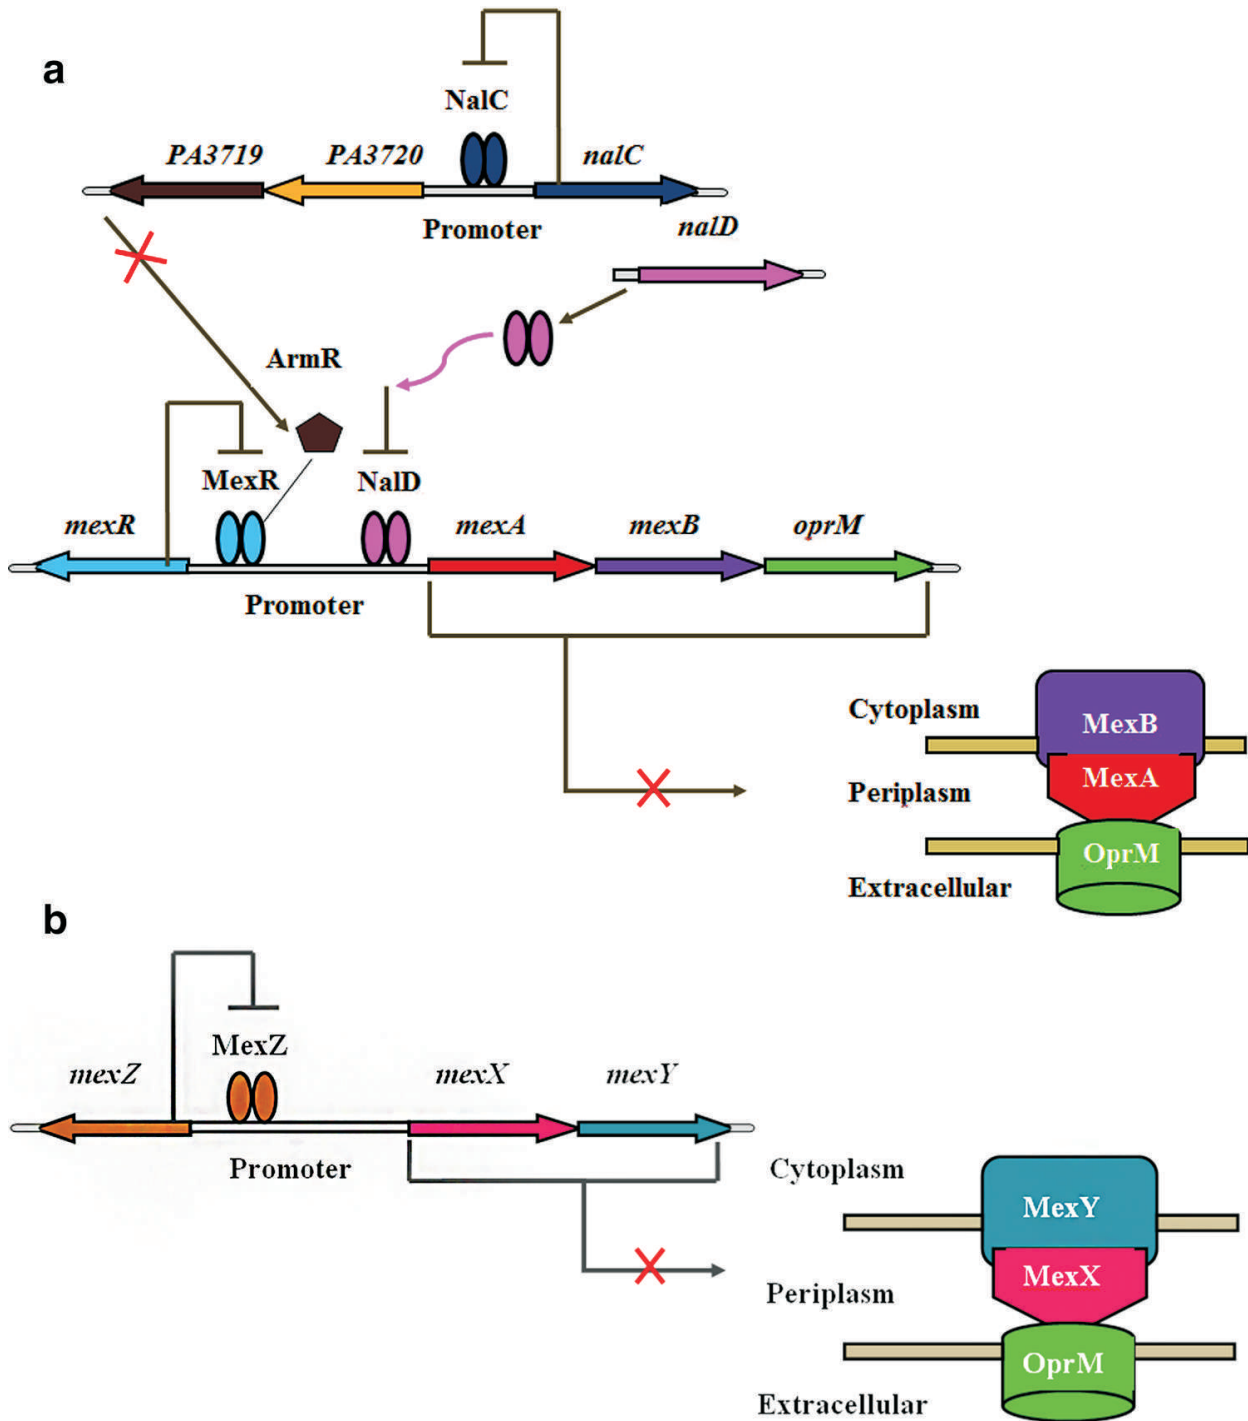 a
NalC
PA3719 PA3720 nalC
Promoter
nalD
ArmR
MexR NalD
mexR mexA mexB oprM
Promoter
Cytoplasm
MexB
Periplasm
MexA
OprM
Extracellular
b
MexZ
mexZ mexX mexY
Promoter
Cytoplasm
MexY
Periplasm
MexX
OprM
Extracellular